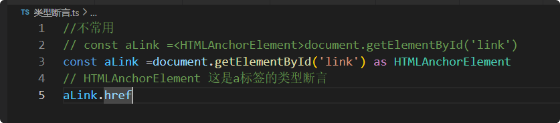 TS 类型断言.ts > ...
1 //不常用
2 // const aLink =<HTMLAnchorElement>document.getElementById('link')
3 const aLink =document.getElementById('link') as HTMLAnchorElement
4 // HTMLAnchorElement 这是a标签的类型断言
5 aLink.href